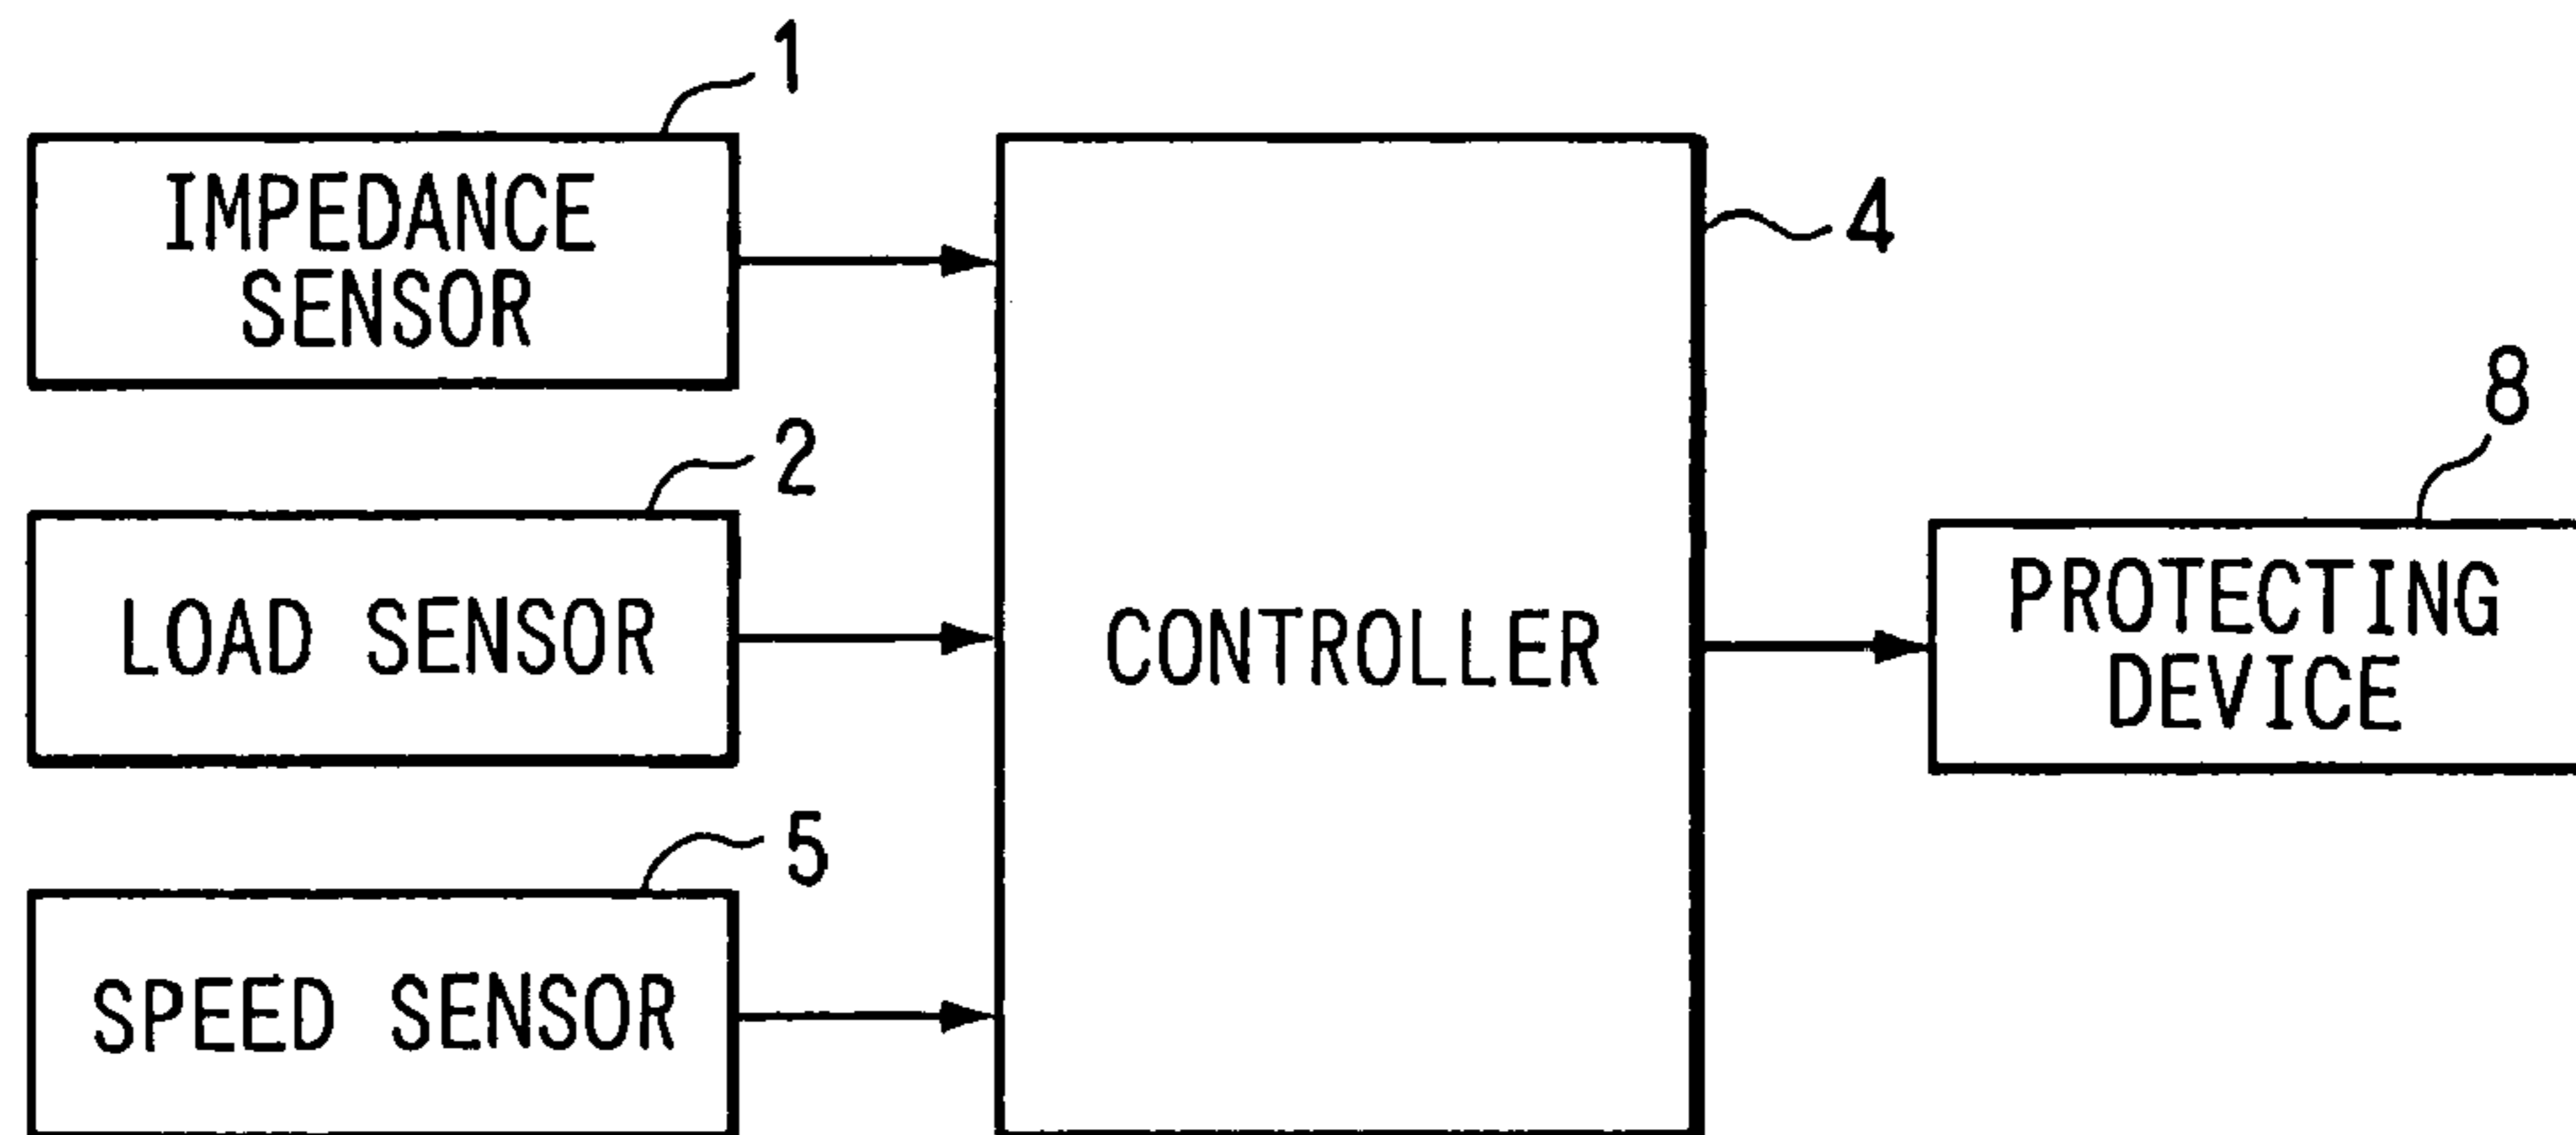 1
IMPEDANCE
SENSOR
2
LOAD SENSOR
5
SPEED SENSOR
4
CONTROLLER
8
PROTECTING
DEVICE